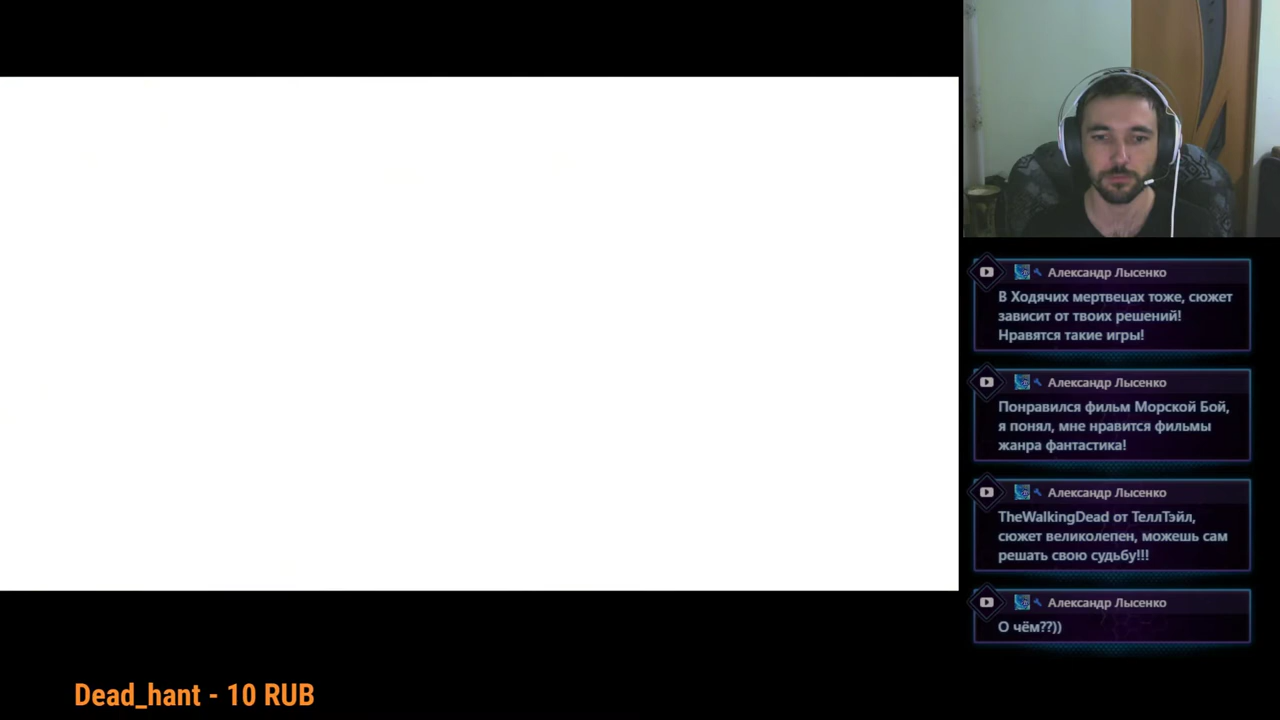 Александр Лысенко
В Ходячих мертвецах тоже, сюжет
зависит от твоих решений!
Нравятся такие игры!
Александр Лысенко
Понравился фильм Морской Бой,
я понял, мне нравится фильмы
жанра фантастика!
Александр Лысенко
TheWalkingDead от ТеллТэйл,
сюжет великолепен, можешь сам
решать свою судьбу!!!
Александр Лысенко
О чём??))
Dead_hant - 10 RUB